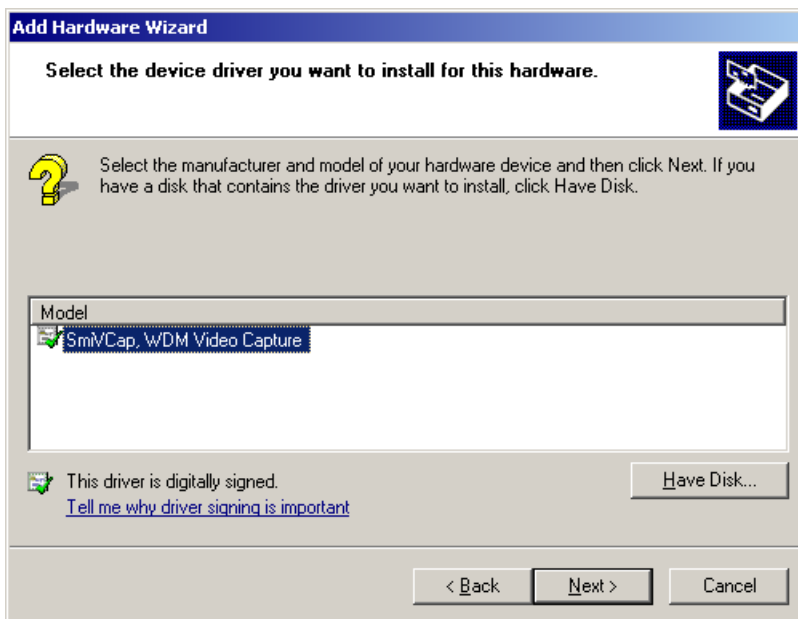 Add Hardware Wizard
Select the device driver you want to install for this hardware.
Select the manufacturer and model of your hardware device and then click Next. If you
have a disk that contains the driver you want to install, click Have Disk.
Model
SmiVCap, WDM Video Capture
This driver is digitally signed.
Have Disk...
Tell me why driver signing is important
< Back
Next >
Cancel